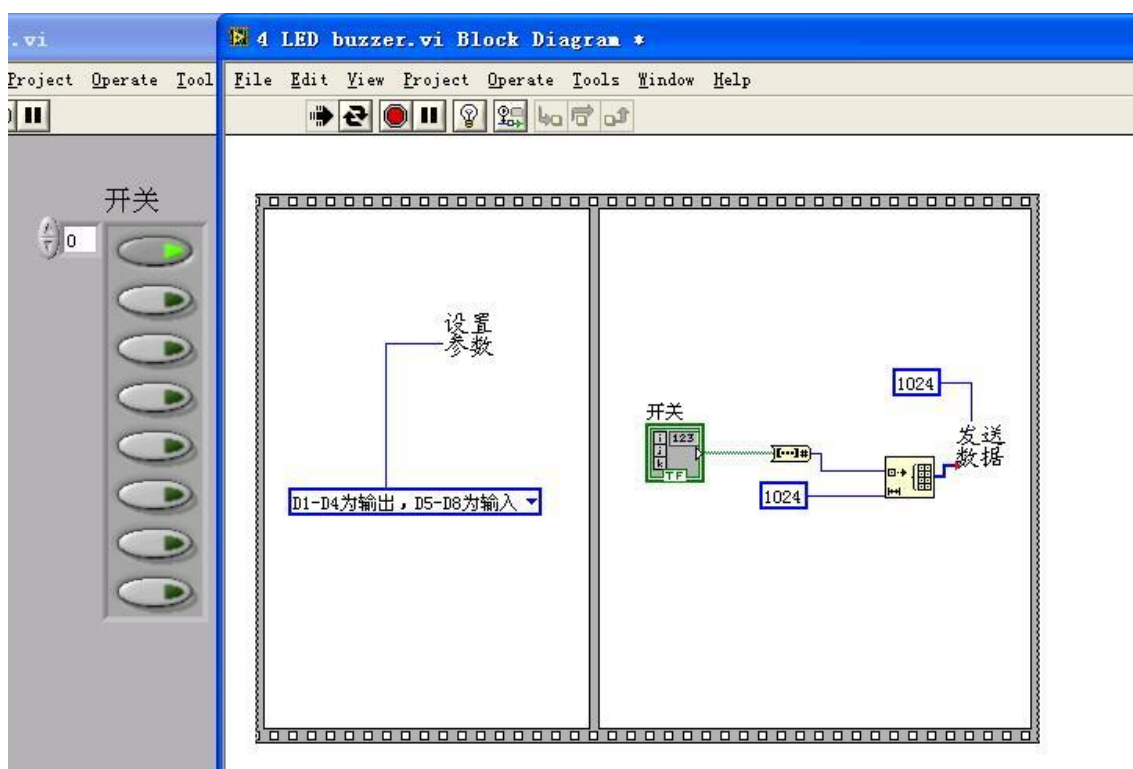 .vi
Project Operate Tool
开关
0
4 LED buzzer.vi Block Diagram *
File Edit View Project Operate Tools Window Help
设置
参数
D1-D4为输出，D5-D8为输入
开关
i 123
j
k
TF
[...]#
1024
1024
发送
数据